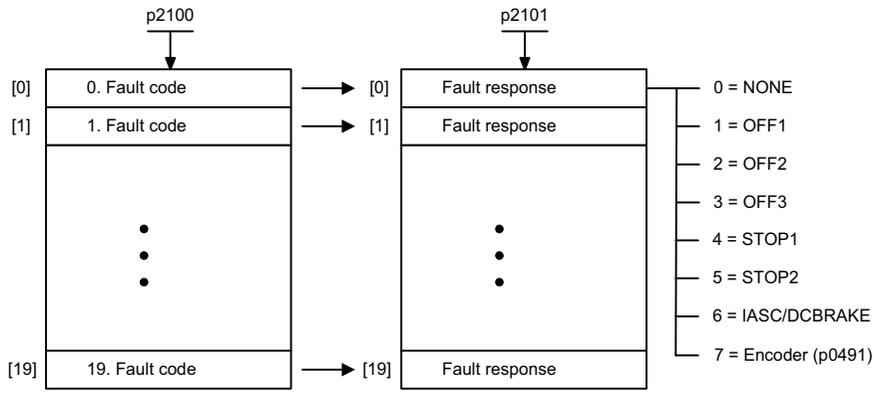 p2100 p2101
[0] 0. Fault code [0] Fault response 0 = NONE
[1] 1. Fault code [1] Fault response 1 = OFF1
2 = OFF2
3 = OFF3
4 = STOP1
5 = STOP2
6 = IASC/DCBRAKE
7 = Encoder (p0491)
[19] 19. Fault code [19] Fault response